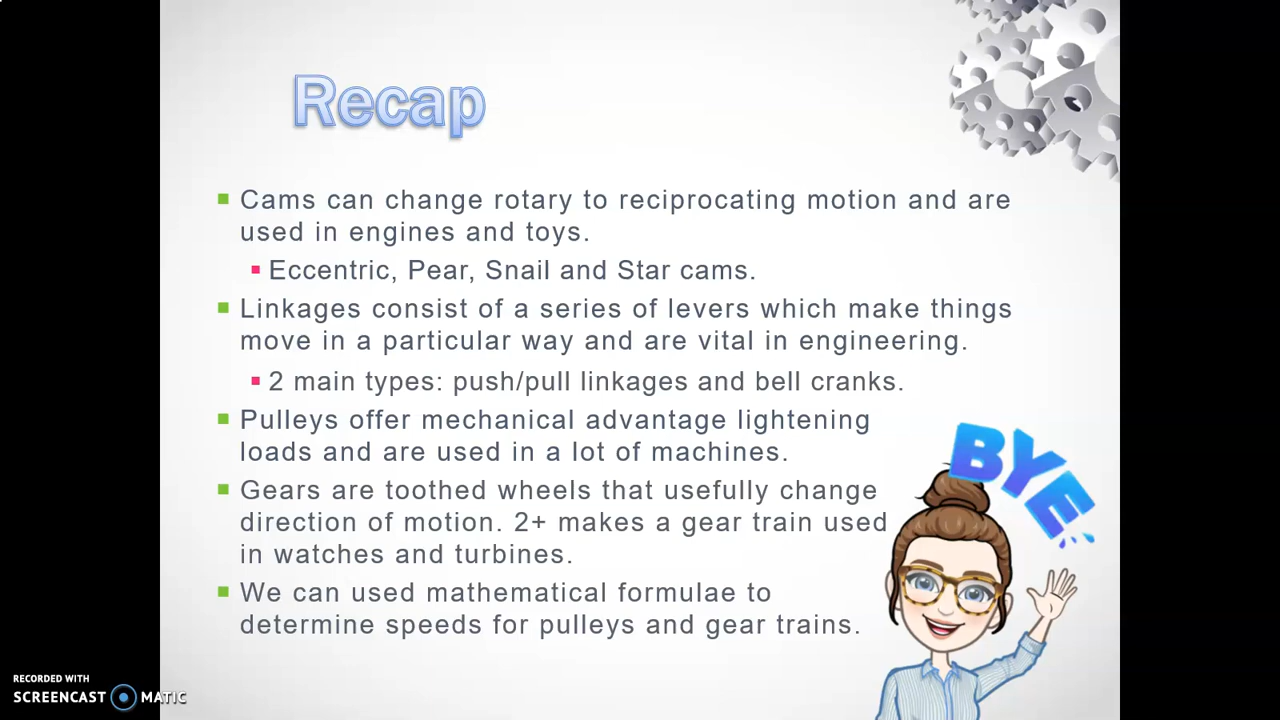 Recap
Cams can change rotary to reciprocating motion and are
used in engines and toys.
Eccentric, Pear, Snail and Star cams.
Linkages consist of a series of levers which make things
move in a particular way and are vital in engineering.
2 main types: push/pull linkages and bell cranks.
Pulleys offer mechanical advantage lightening
loads and are used in a lot of machines.
Gears are toothed wheels that usefully change
direction of motion. 2+ makes a gear train used
in watches and turbines.
We can used mathematical formulae to
determine speeds for pulleys and gear trains.
BYE
RECORDED WITH
SCREENCAST MATIC